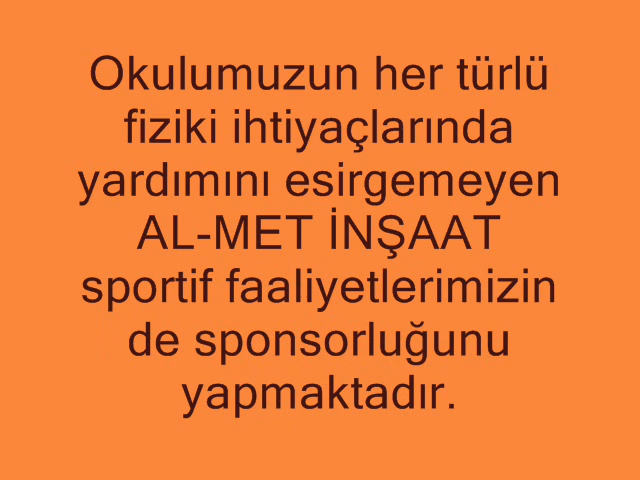 Okulumuzun her türlü
fiziki ihtiyaçlarında
yardımını esirgemeyen
AL-MET İNŞAAT
sportif faaliyetlerimizin
de sponsorluğunu
yapmaktadır.